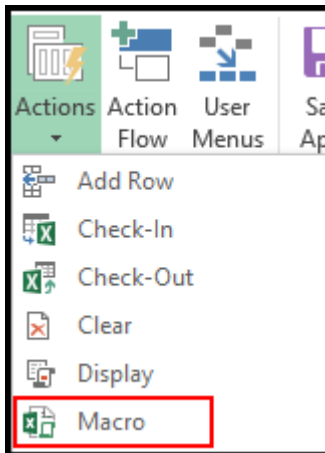 Actions Action User
Flow Menus
Add Row
Check-In
Check-Out
Clear
Display
Macro